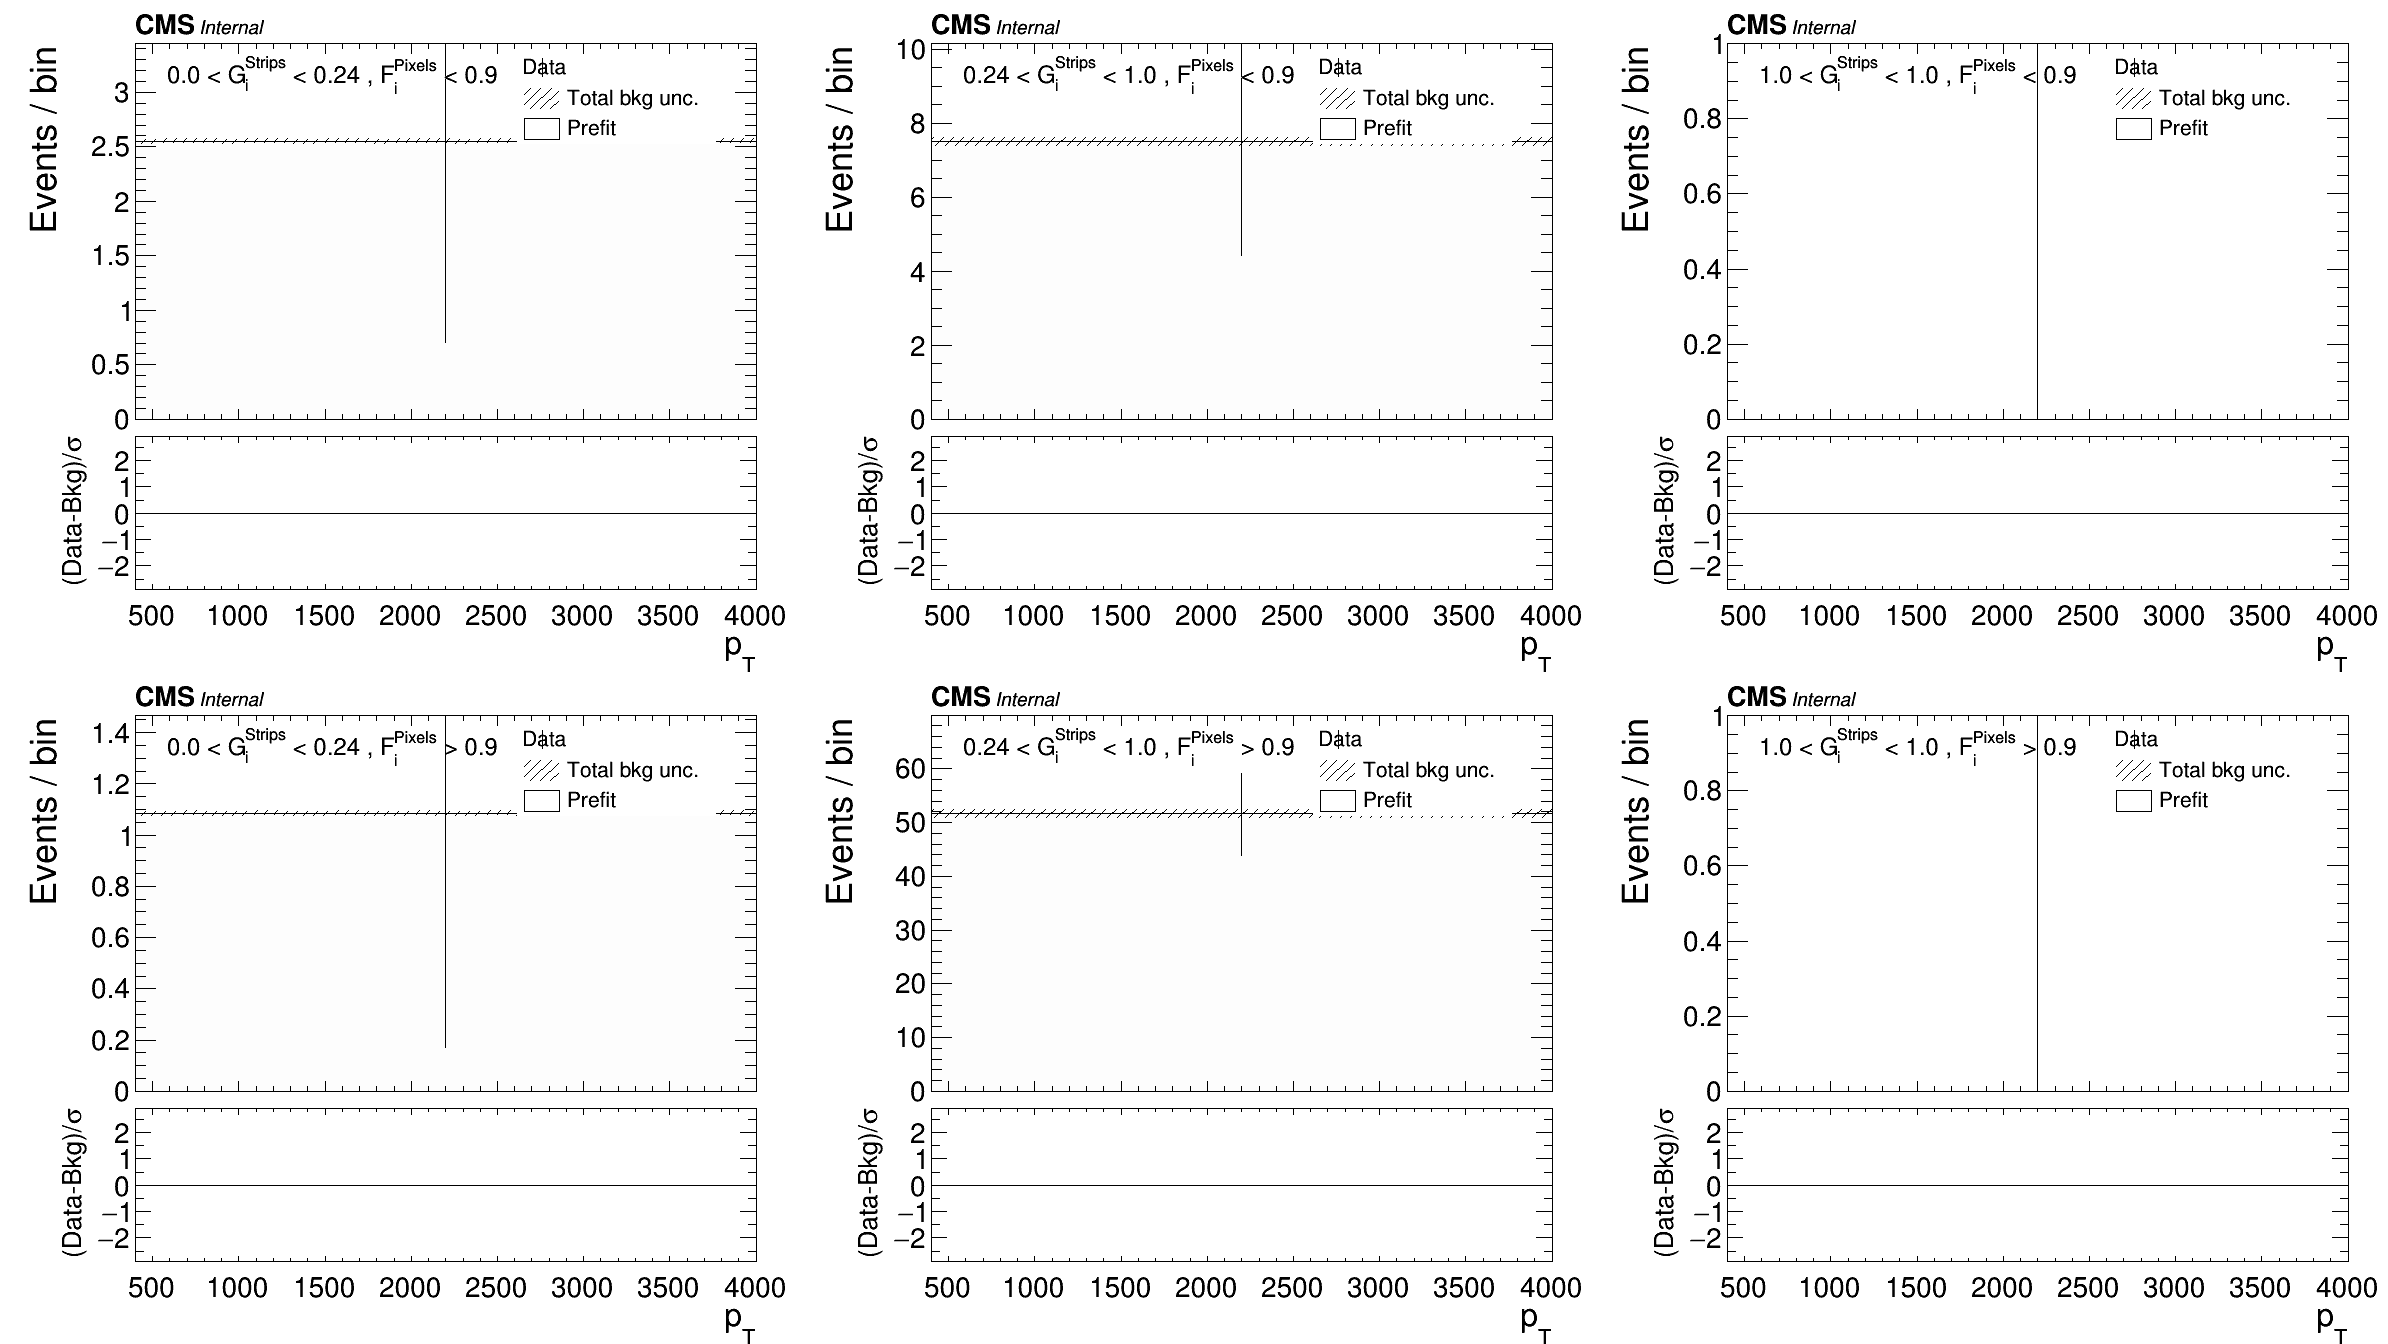 CMS Internal
Events / bin
0.0 < G_i^Strips < 0.24 , F_i^Pixels < 0.9
Data
Total bkg unc.
Prefit
3
2.5
2
1.5
1
0.5
0
(Data-Bkg)/σ
2
1
0
−1
−2
500 1000 1500 2000 2500 3000 3500 4000
p_T
CMS Internal
Events / bin
0.24 < G_i^Strips < 1.0 , F_i^Pixels < 0.9
Data
Total bkg unc.
Prefit
10
8
6
4
2
0
(Data-Bkg)/σ
2
1
0
−1
−2
500 1000 1500 2000 2500 3000 3500 4000
p_T
CMS Internal
Events / bin
1.0 < G_i^Strips < 1.0 , F_i^Pixels < 0.9
Data
Total bkg unc.
Prefit
1
0.8
0.6
0.4
0.2
0
(Data-Bkg)/σ
2
1
0
−1
−2
500 1000 1500 2000 2500 3000 3500 4000
p_T
CMS Internal
Events / bin
0.0 < G_i^Strips < 0.24 , F_i^Pixels > 0.9
Data
Total bkg unc.
Prefit
1.4
1.2
1
0.8
0.6
0.4
0.2
0
(Data-Bkg)/σ
2
1
0
−1
−2
500 1000 1500 2000 2500 3000 3500 4000
p_T
CMS Internal
Events / bin
0.24 < G_i^Strips < 1.0 , F_i^Pixels > 0.9
Data
Total bkg unc.
Prefit
60
50
40
30
20
10
0
(Data-Bkg)/σ
2
1
0
−1
−2
500 1000 1500 2000 2500 3000 3500 4000
p_T
CMS Internal
Events / bin
1.0 < G_i^Strips < 1.0 , F_i^Pixels > 0.9
Data
Total bkg unc.
Prefit
1
0.8
0.6
0.4
0.2
0
(Data-Bkg)/σ
2
1
0
−1
−2
500 1000 1500 2000 2500 3000 3500 4000
p_T